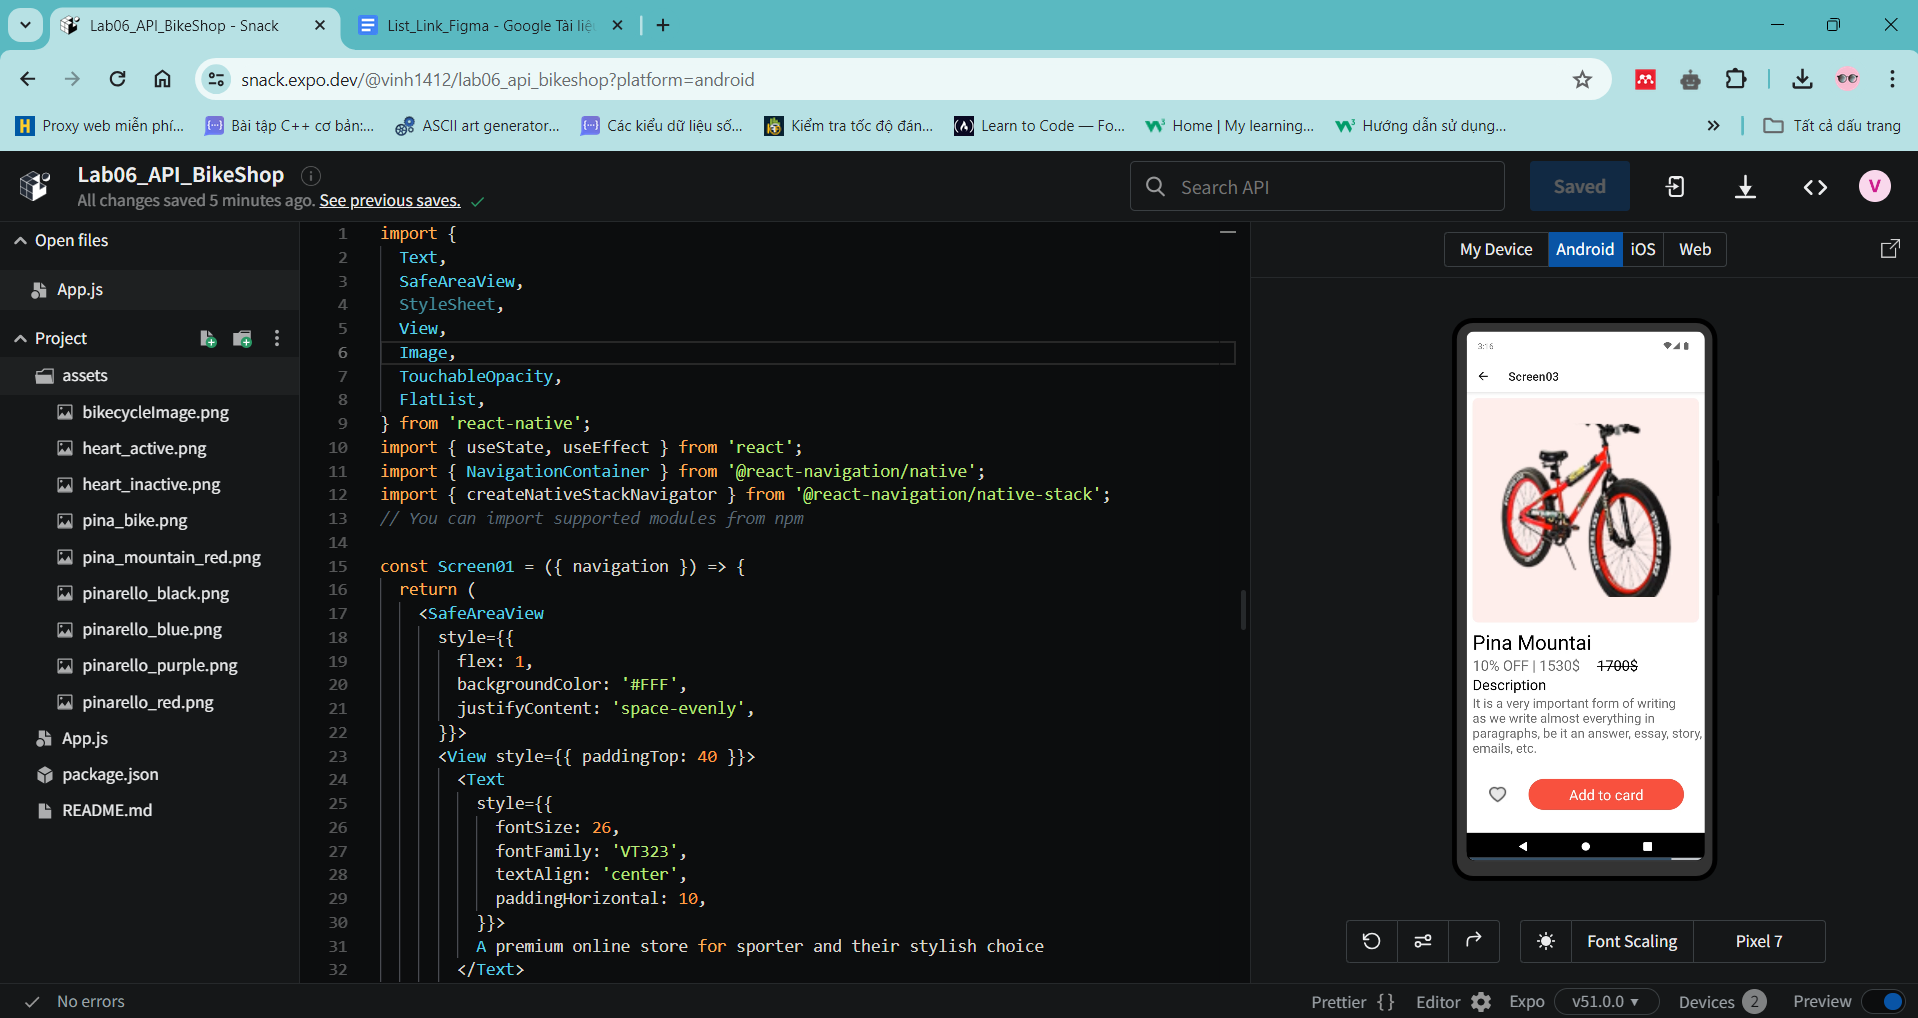 Lab06_API_BikeShop - Snack
List_Link_Figma - Google Tài liệu
snack.expo.dev/@vinh1412/lab06_api_bikeshop?platform=android
Proxy web miễn phí...
Bài tập C++ cơ bản:...
ASCII art generator...
Các kiểu dữ liệu số...
Kiểm tra tốc độ đán...
Learn to Code — Fo...
Home | My learning...
Hướng dẫn sử dụng...
Tất cả dấu trang
Lab06_API_BikeShop
All changes saved 5 minutes ago. See previous saves.
Search API
Saved
V
Open files
App.js
Project
assets
bikecycleImage.png
heart_active.png
heart_inactive.png
pina_bike.png
pina_mountain_red.png
pinarello_black.png
pinarello_blue.png
pinarello_purple.png
pinarello_red.png
App.js
package.json
README.md
1 import {
2 Text,
3 SafeAreaView,
4 StyleSheet,
5 View,
6 Image,
7 TouchableOpacity,
8 FlatList,
9 } from 'react-native';
10 import { useState, useEffect } from 'react';
11 import { NavigationContainer } from '@react-navigation/native';
12 import { createNativeStackNavigator } from '@react-navigation/native-stack';
13 // You can import supported modules from npm
14
15 const Screen01 = ({ navigation }) => {
16 return (
17 <SafeAreaView
18 style={{
19 flex: 1,
20 backgroundColor: '#FFF',
21 justifyContent: 'space-evenly',
22 }}>
23 <View style={{ paddingTop: 40 }}>
24 <Text
25 style={{
26 fontSize: 26,
27 fontFamily: 'VT323',
28 textAlign: 'center',
29 paddingHorizontal: 10,
30 }}>
31 A premium online store for sporter and their stylish choice
32 </Text>
My Device
Android
iOS
Web
3:16
Screen03
Pina Mountai
10% OFF | 1530$ 1700$
Description
It is a very important form of writing
as we write almost everything in
paragraphs, be it an answer, essay, story,
emails, etc.
Add to card
Font Scaling
Pixel 7
No errors
Prettier {}
Editor
Expo
v51.0.0
Devices 2
Preview